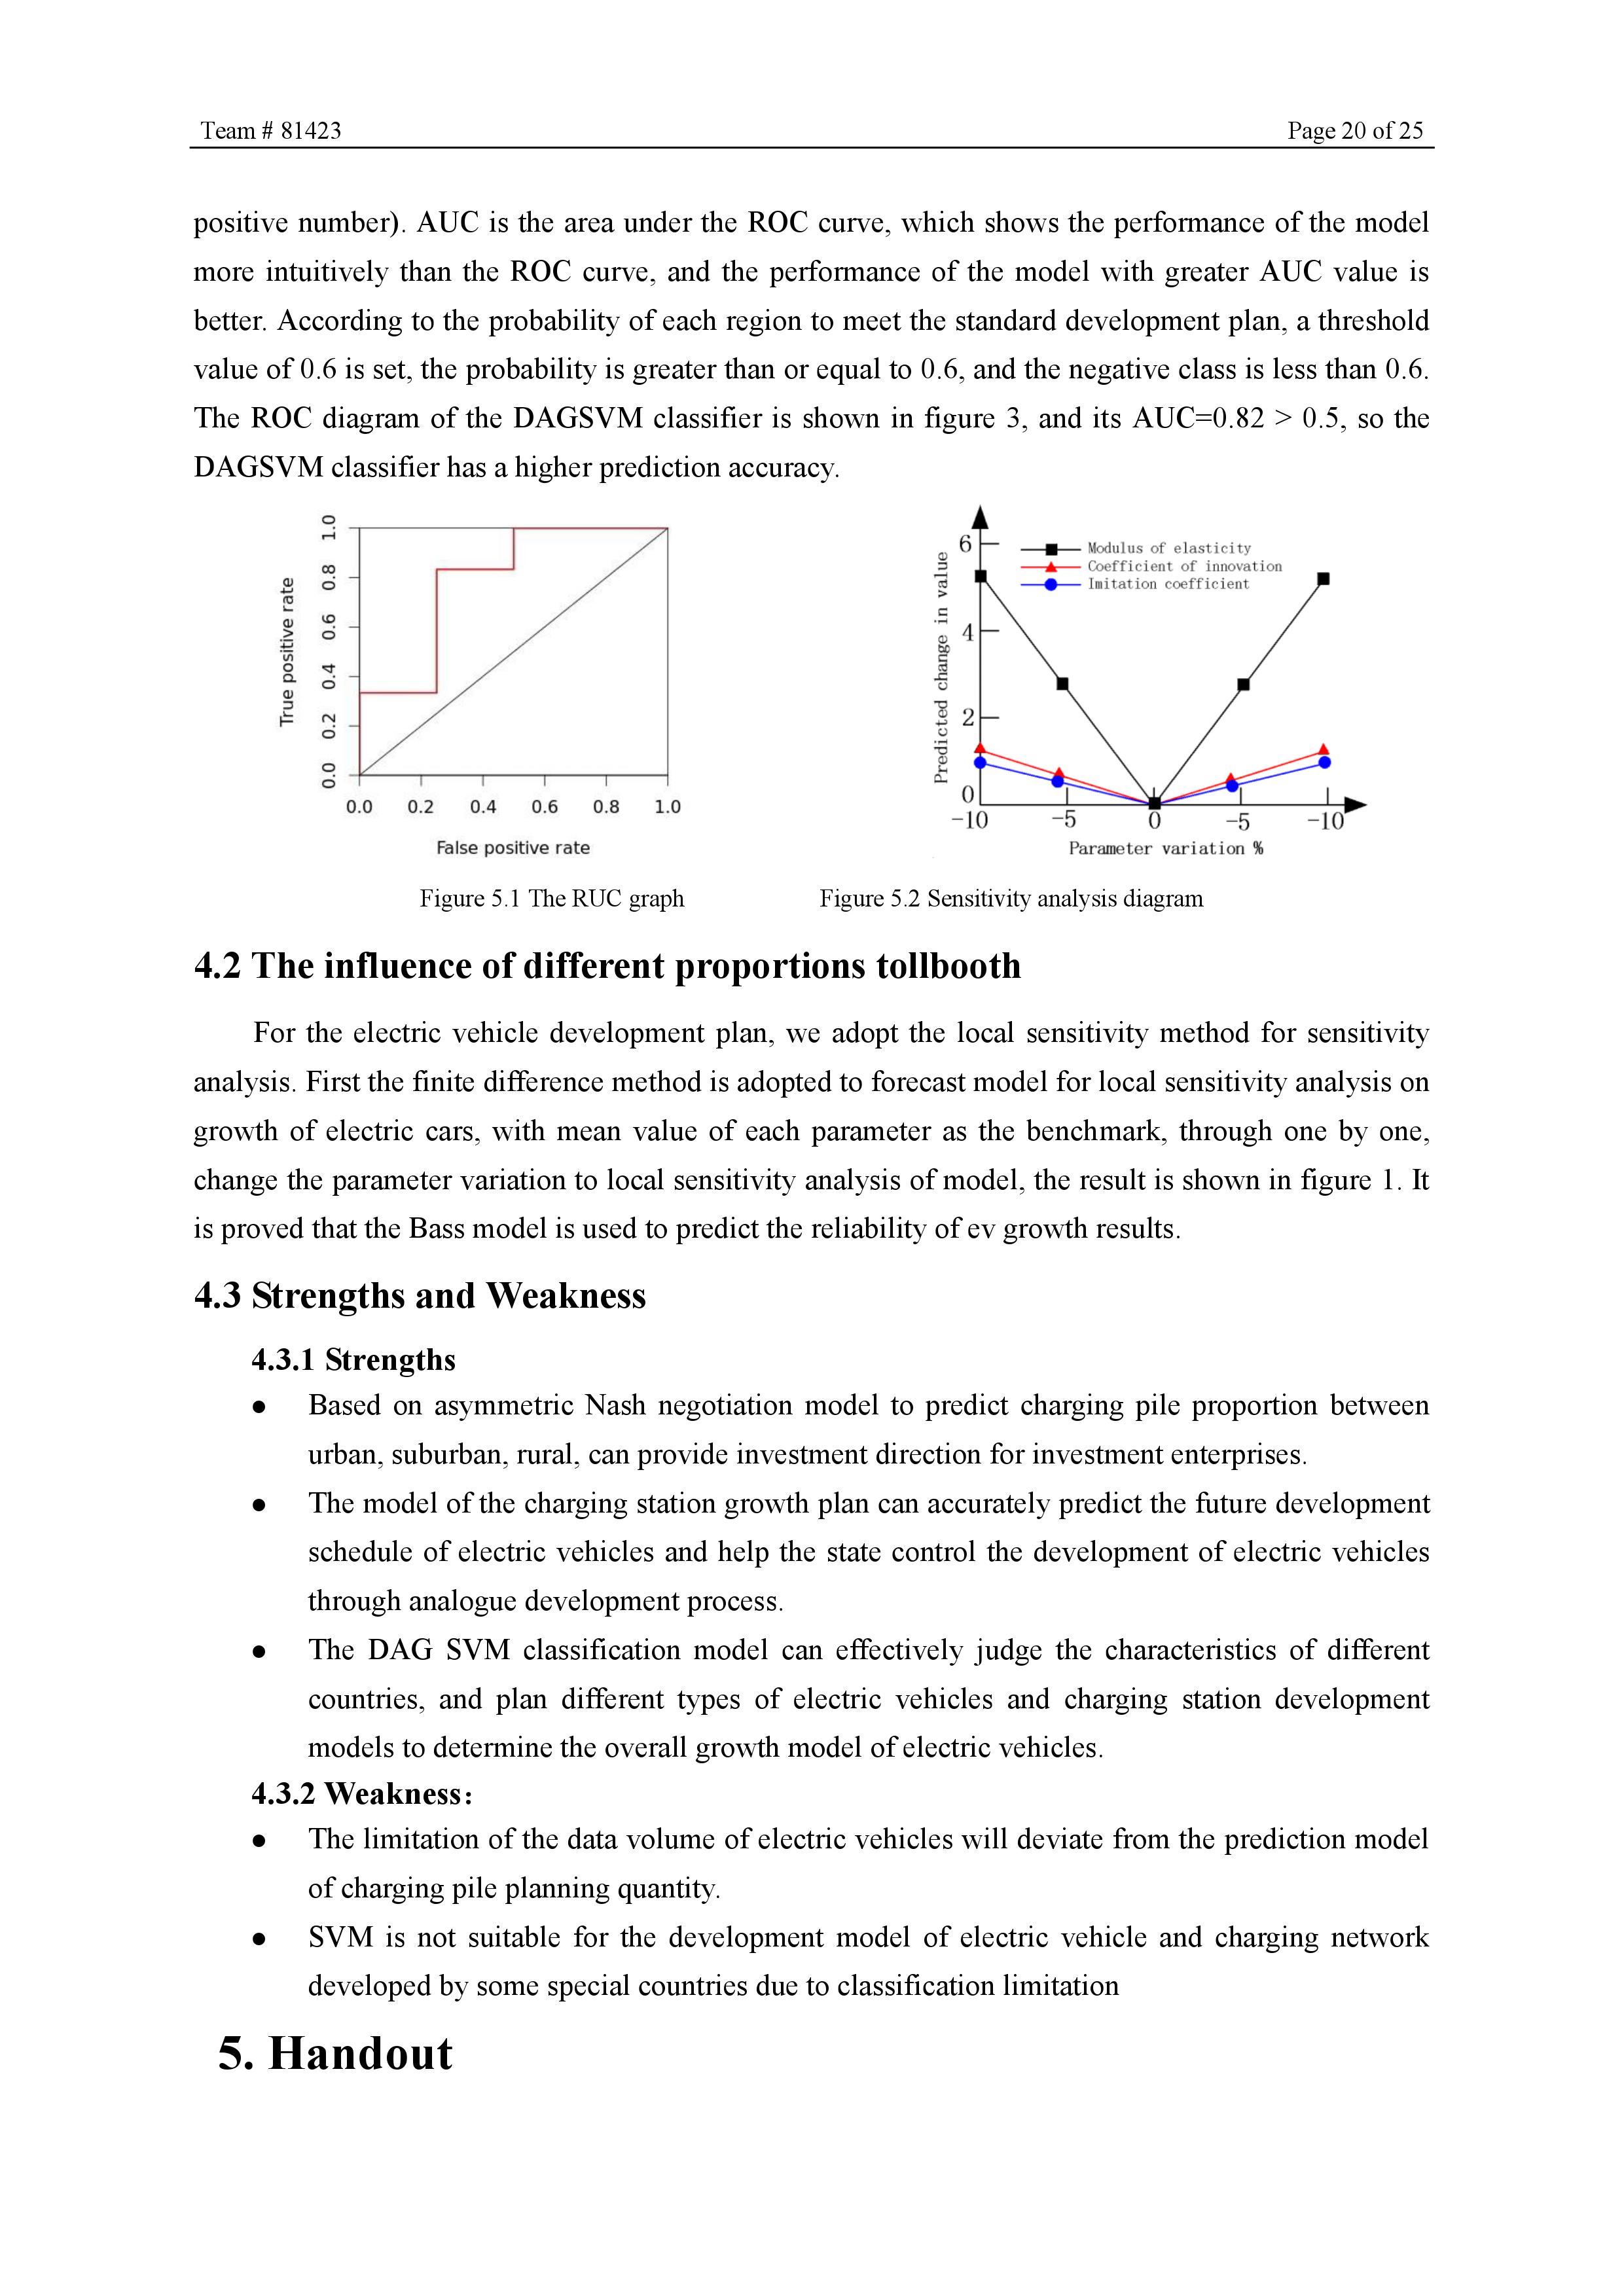 Team # 81423 Page 20 of 25
positive number). AUC is the area under the ROC curve, which shows the performance of the model
more intuitively than the ROC curve, and the performance of the model with greater AUC value is
better. According to the probability of each region to meet the standard development plan, a threshold
value of 0.6 is set, the probability is greater than or equal to 0.6, and the negative class is less than 0.6.
The ROC diagram of the DAGSVM classifier is shown in figure 3, and its AUC=0.82 > 0.5, so the
DAGSVM classifier has a higher prediction accuracy.
True positive rate
0.0 0.2 0.4 0.6 0.8 1.0
0.0 0.2 0.4 0.6 0.8 1.0
False positive rate
Predicted change in value
6
4
2
0
Modulus of elasticity
Coefficient of innovation
Imitation coefficient
-10 -5 0 -5 -10
Parameter variation %
Figure 5.1 The RUC graph Figure 5.2 Sensitivity analysis diagram
4.2 The influence of different proportions tollbooth
For the electric vehicle development plan, we adopt the local sensitivity method for sensitivity
analysis. First the finite difference method is adopted to forecast model for local sensitivity analysis on
growth of electric cars, with mean value of each parameter as the benchmark, through one by one,
change the parameter variation to local sensitivity analysis of model, the result is shown in figure 1. It
is proved that the Bass model is used to predict the reliability of ev growth results.
4.3 Strengths and Weakness
4.3.1 Strengths
● Based on asymmetric Nash negotiation model to predict charging pile proportion between
urban, suburban, rural, can provide investment direction for investment enterprises.
● The model of the charging station growth plan can accurately predict the future development
schedule of electric vehicles and help the state control the development of electric vehicles
through analogue development process.
● The DAG SVM classification model can effectively judge the characteristics of different
countries, and plan different types of electric vehicles and charging station development
models to determine the overall growth model of electric vehicles.
4.3.2 Weakness：
● The limitation of the data volume of electric vehicles will deviate from the prediction model
of charging pile planning quantity.
● SVM is not suitable for the development model of electric vehicle and charging network
developed by some special countries due to classification limitation
5. Handout